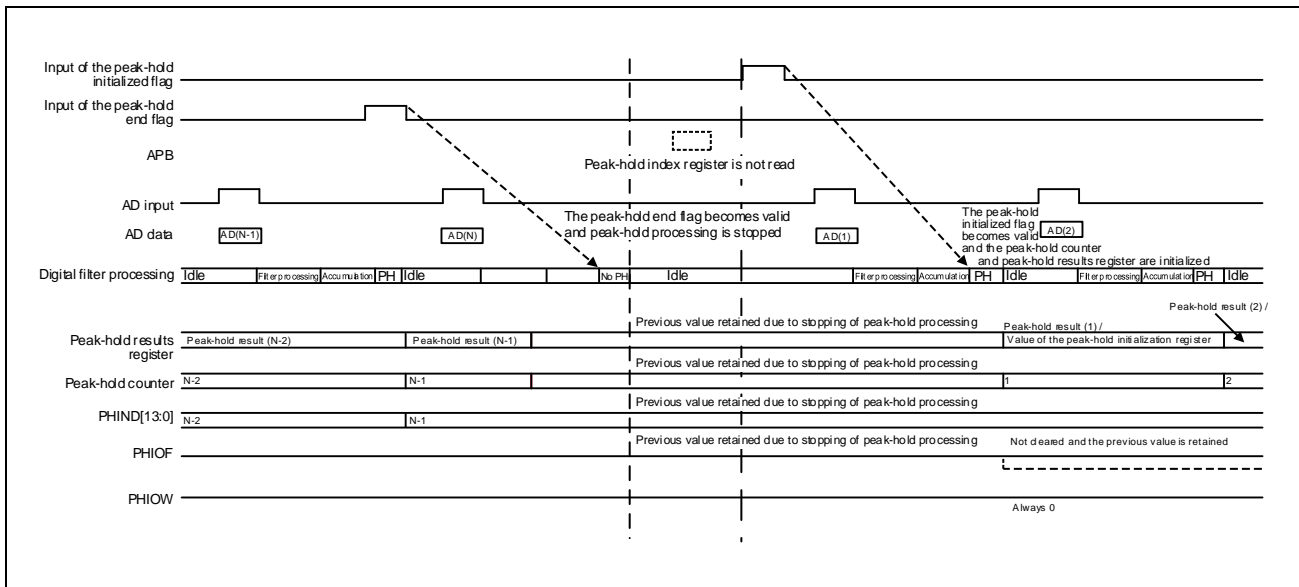 Input of the peak-hold
initialized flag
Input of the peak-hold
end flag
APB
Peak-hold index register is not read
AD input
The peak-hold end flag becomes valid
and peak-hold processing is stopped
The peak-hold
initialized flag
becomes valid
and the peak-hold counter
and peak-hold results register are initialized
AD data
AD(N-1)
AD(N)
AD(1)
AD(2)
Digital filter processing
Idle
Filter processing
Accumulation
PH
Idle
No PH
Idle
Filter processing
Accumulation
PH
Idle
Filter processing
Accumulation
PH
Idle
Peak-hold result (2) /
Previous value retained due to stopping of peak-hold processing
Peak-hold result (1) /
Peak-hold results
register
Peak-hold result (N-2)
Peak-hold result (N-1)
Value of the peak-hold initialization register
Previous value retained due to stopping of peak-hold processing
Peak-hold counter
N-2
N-1
1
2
Previous value retained due to stopping of peak-hold processing
PHIND[13:0]
N-2
N-1
Previous value retained due to stopping of peak-hold processing
Not cleared and the previous value is retained
PHIOF
PHIOW
Always 0